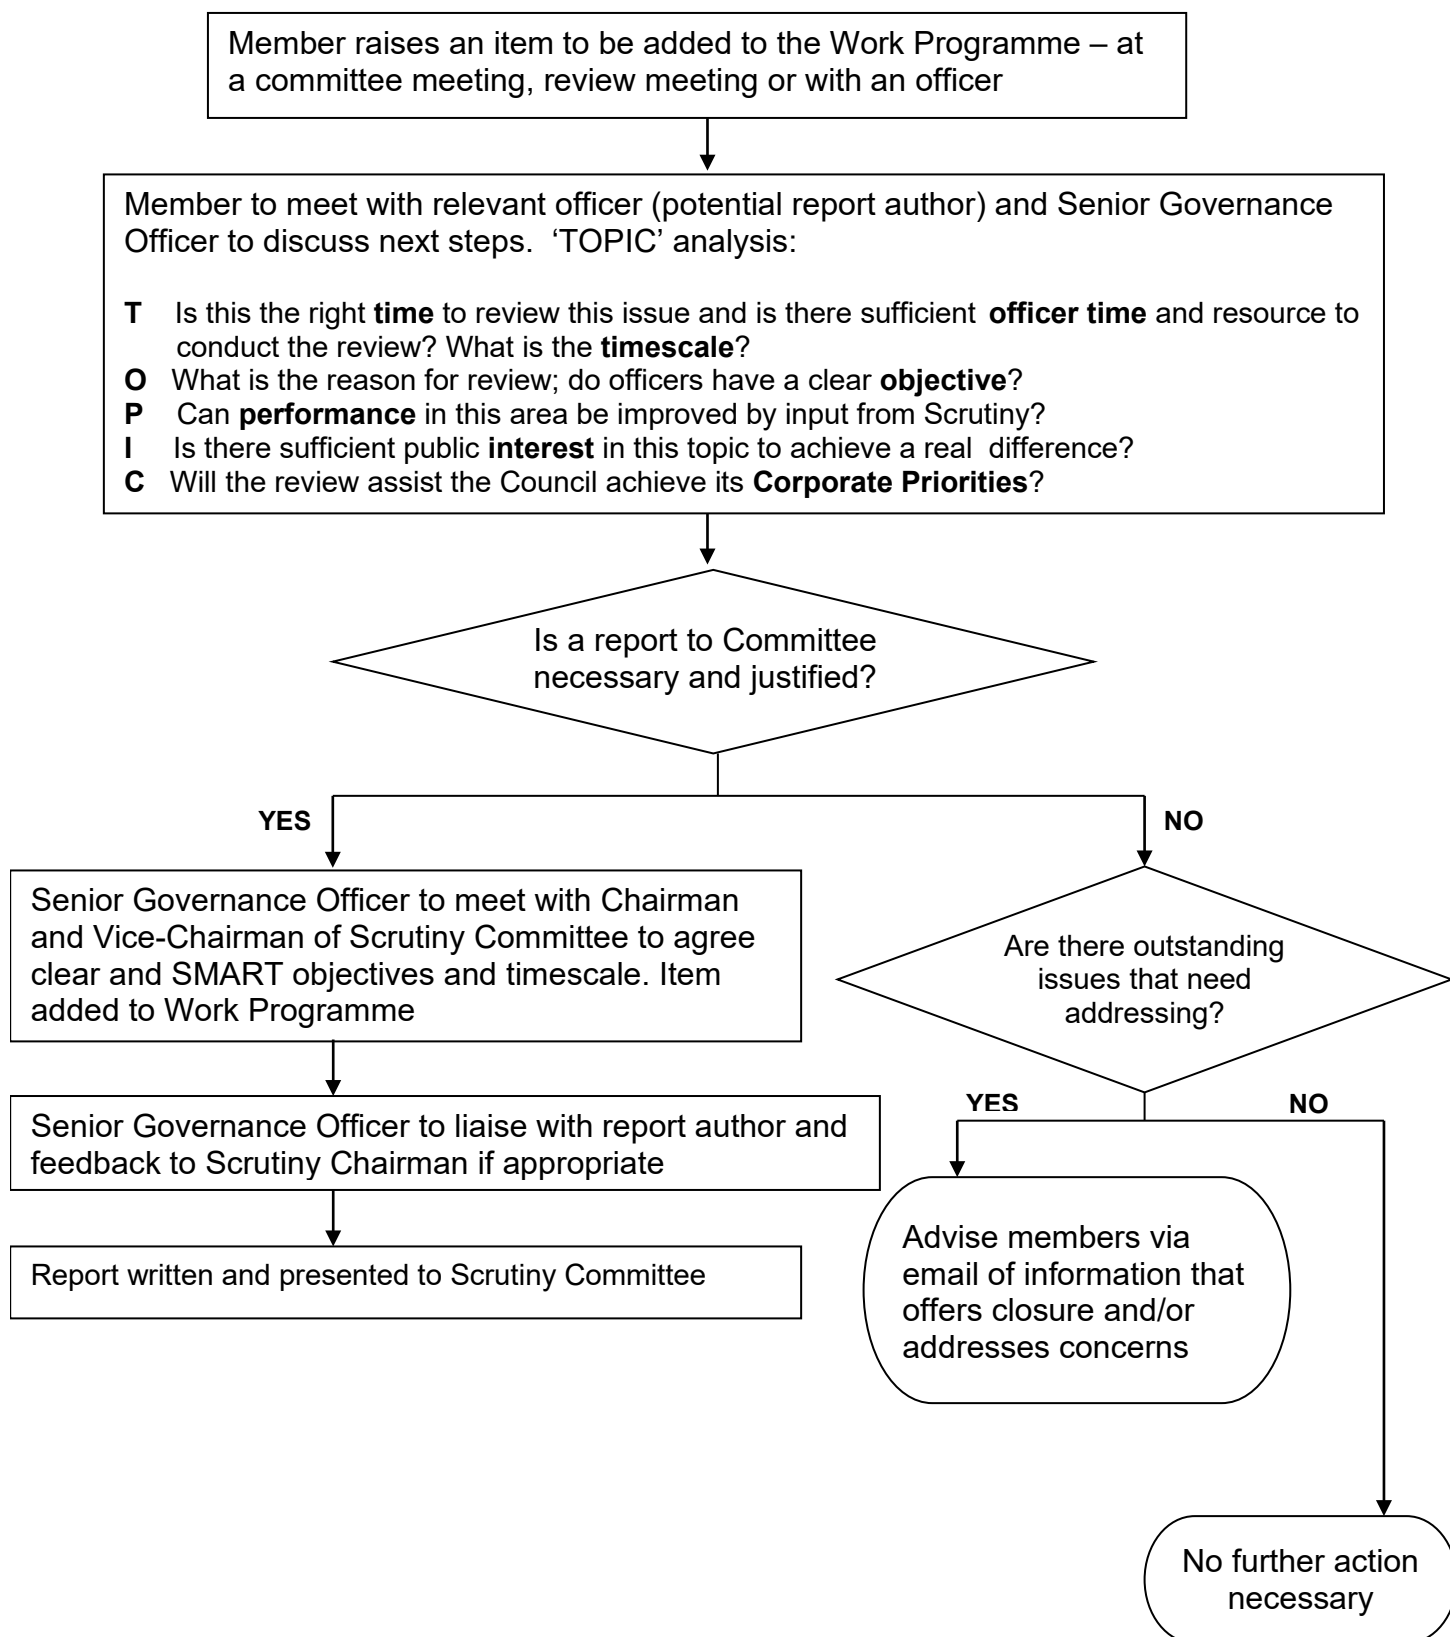 Member raises an item to be added to the Work Programme – at
a committee meeting, review meeting or with an officer
Member to meet with relevant officer (potential report author) and Senior Governance
Officer to discuss next steps. ‘TOPIC’ analysis:
T Is this the right time to review this issue and is there sufficient officer time and resource to
conduct the review? What is the timescale?
O What is the reason for review; do officers have a clear objective?
P Can performance in this area be improved by input from Scrutiny?
I Is there sufficient public interest in this topic to achieve a real difference?
C Will the review assist the Council achieve its Corporate Priorities?
Is a report to Committee
necessary and justified?
YES
NO
Senior Governance Officer to meet with Chairman
and Vice-Chairman of Scrutiny Committee to agree
clear and SMART objectives and timescale. Item
added to Work Programme
Are there outstanding
issues that need
addressing?
YES
NO
Senior Governance Officer to liaise with report author and
feedback to Scrutiny Chairman if appropriate
Advise members via
email of information that
offers closure and/or
addresses concerns
Report written and presented to Scrutiny Committee
No further action
necessary